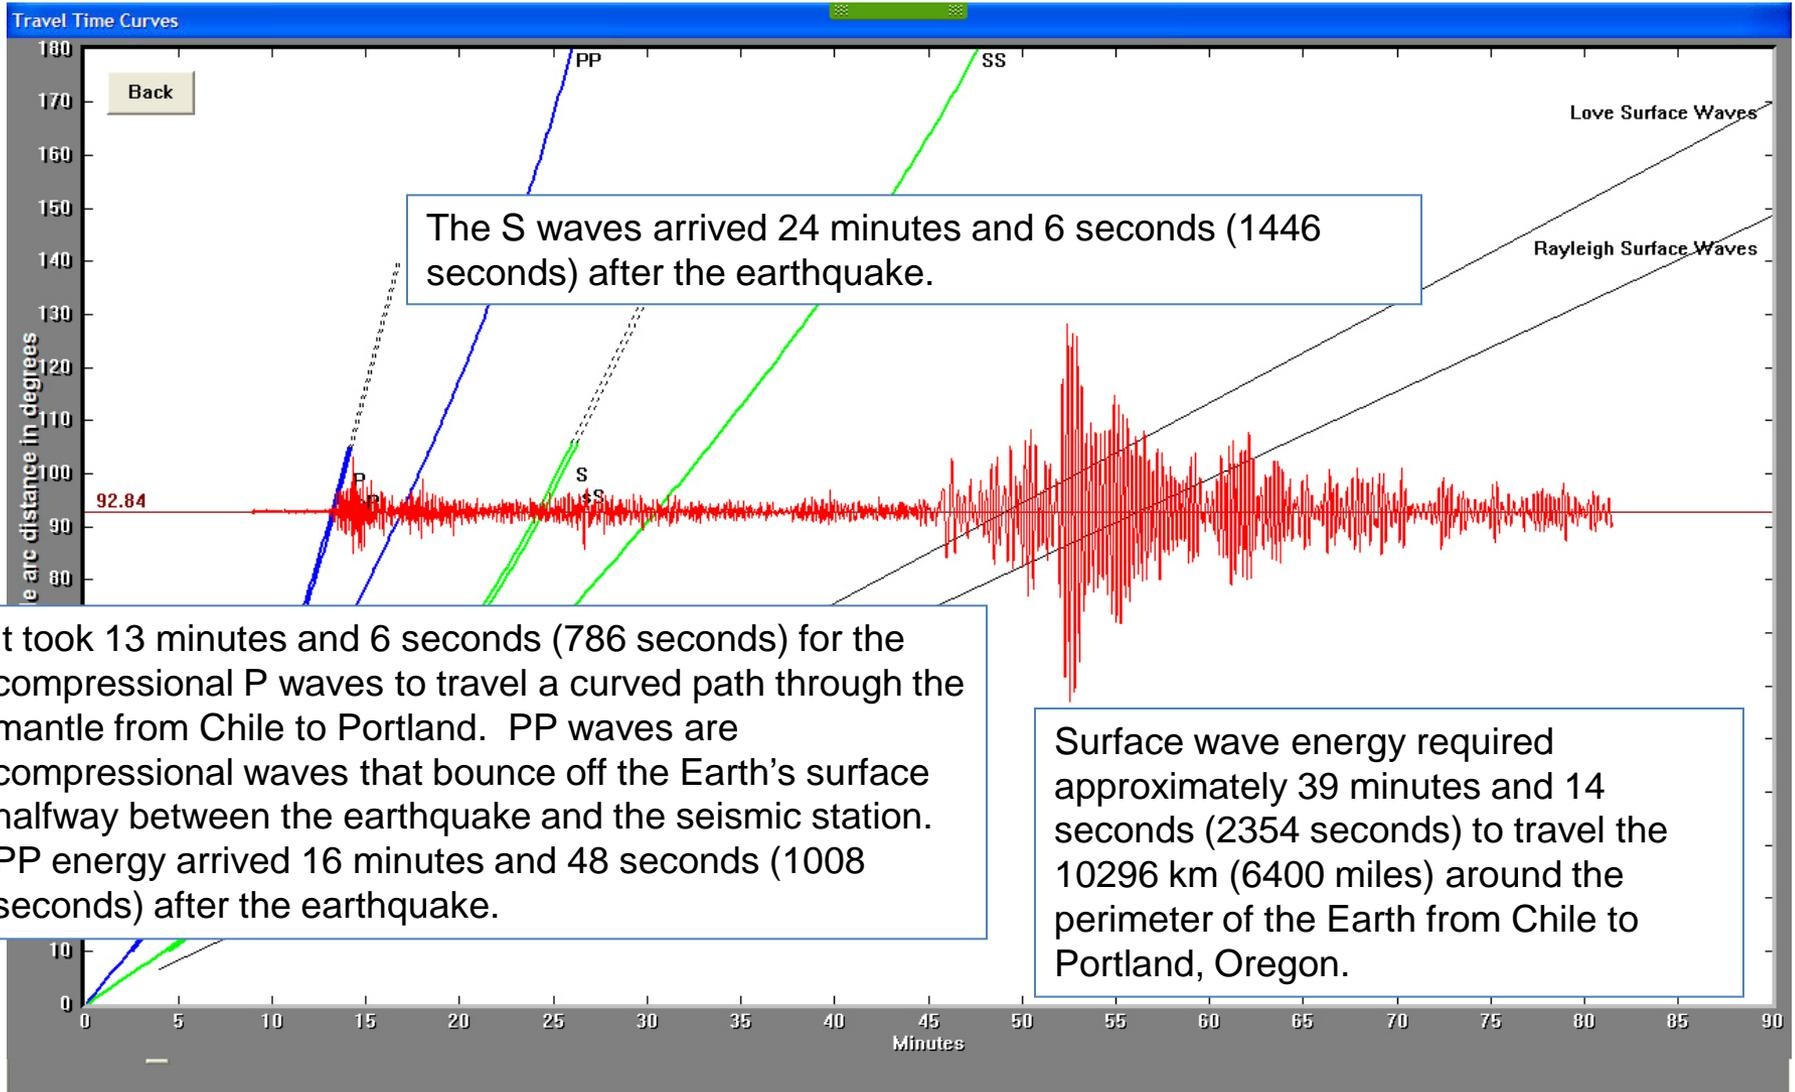 Travel Time Curves
180
PP
SS
Back
170
Love Surface Waves
160
150
The S waves arrived 24 minutes and 6 seconds (1446
seconds) after the earthquake.
Rayleigh Surface Waves
140
130
120
110
100
P
S
sS
92.84
90
80
le arc distance in degrees
t took 13 minutes and 6 seconds (786 seconds) for the
compressional P waves to travel a curved path through the
mantle from Chile to Portland.  PP waves are
compressional waves that bounce off the Earth’s surface
halfway between the earthquake and the seismic station.
PP energy arrived 16 minutes and 48 seconds (1008
seconds) after the earthquake.
Surface wave energy required
approximately 39 minutes and 14
seconds (2354 seconds) to travel the
10296 km (6400 miles) around the
perimeter of the Earth from Chile to
Portland, Oregon.
10
0
0 5 10 15 20 25 30 35 40 45 50 55 60 65 70 75 80 85 90
Minutes